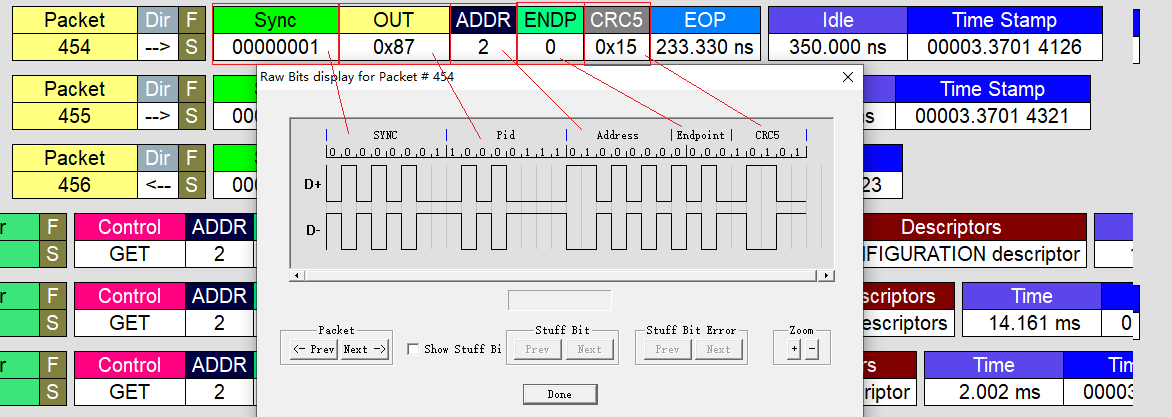 Packet Dir F Sync OUT ADDR ENDP CRC5 EOP Idle Time Stamp
454 --> S 00000001 0x87 2 0 0x15 233.330 ns 350.000 ns 00003.3701 4126
Raw Bits display for Packet # 454
Packet Dir F Time Stamp
455 --> S 00003.3701 4321
SYNC Pid Address Endpoint CRC5
0,0,0,0,0,0,0,1 1,0,0,0,0,1,1,1 0,1,0,0,0,0,0 0,0,0,0 1,0,1,0,1
Packet Dir F
456 <-- S 23
D+
D-
F Control ADDR Descriptors
S GET 2 FIGURATION descriptor
F Control ADDR scriptors Time
S GET 2 escriptors 14.161 ms 0
Packet Stuff Bit Stuff Bit Error Zoom
<- Prev Next -> Show Stuff Bi Prev Next Prev Next + −
F Control ADDR rs Time Tim
S GET 2 riptor 2.002 ms 00003
Done